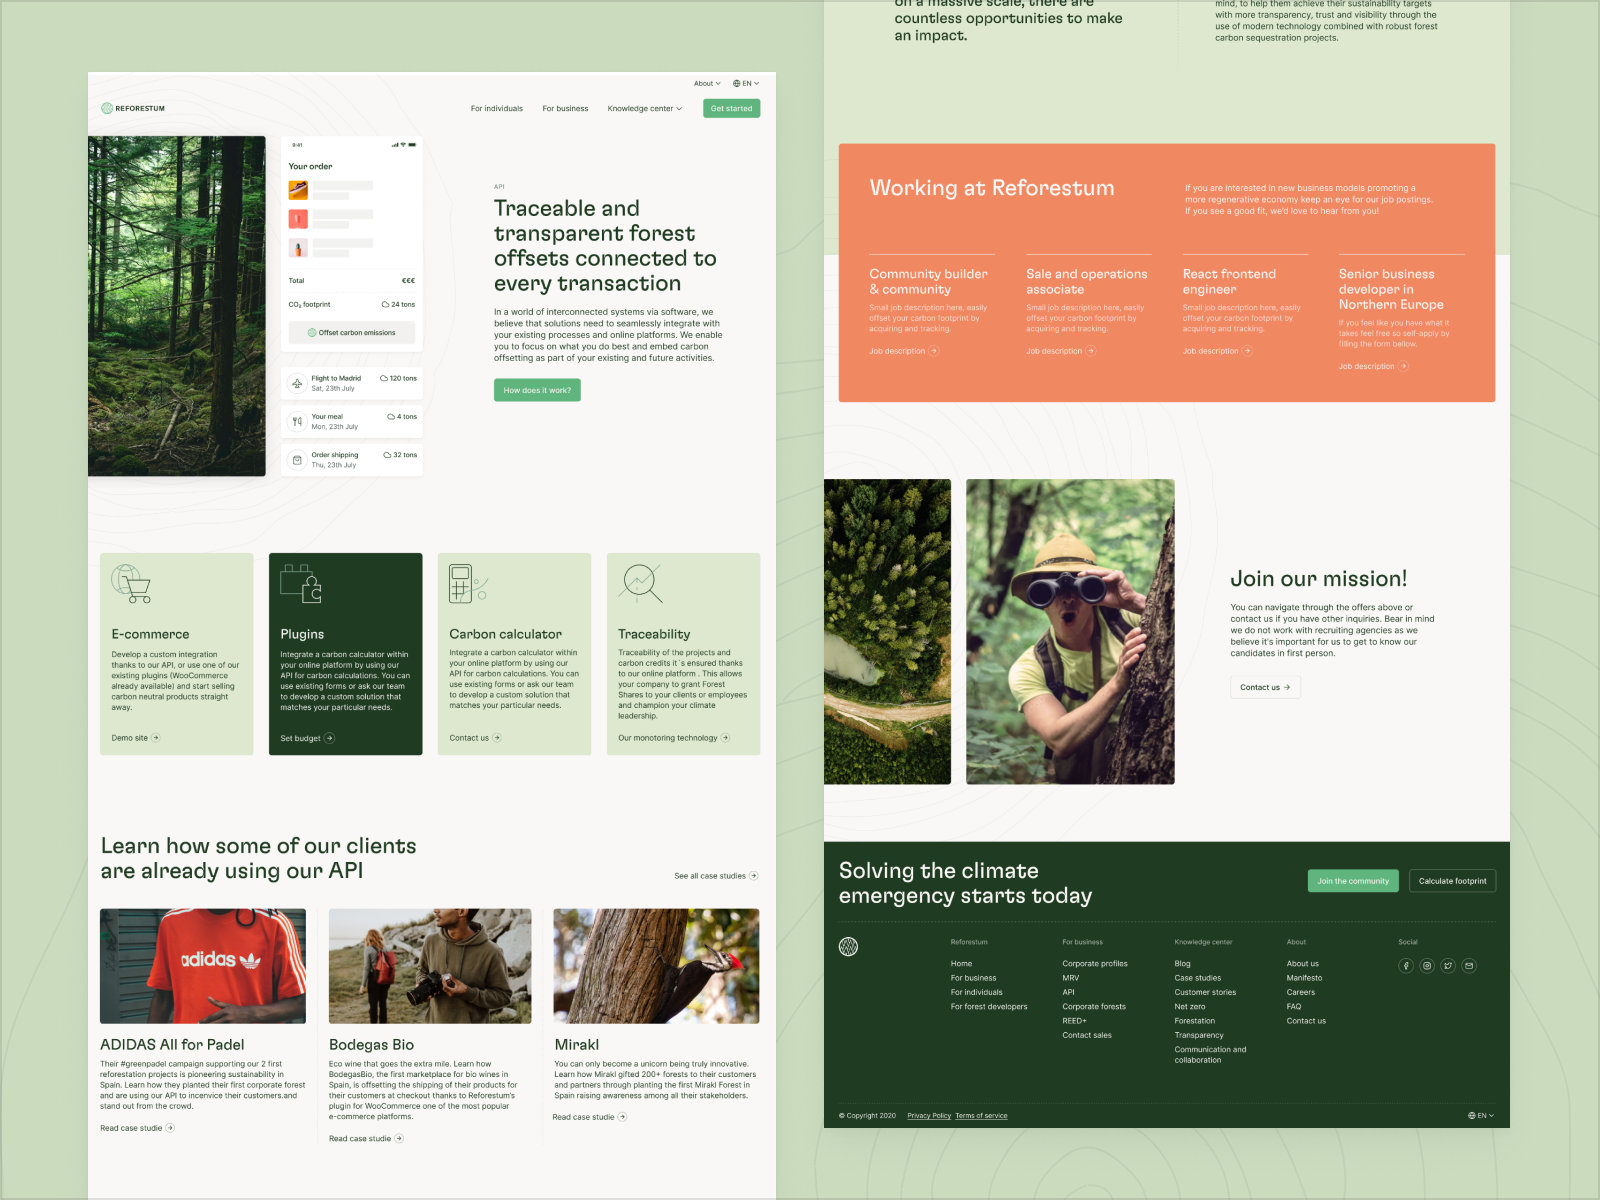 About
EN
REFORESTUM
For individuals
For business
Knowledge center
Get started
9:41
Your order
Total
€€€
CO₂ footprint
24 tons
Offset carbon emissions
Flight to Madrid
120 tons
Sat, 23th July
Your meal
4 tons
Mon, 23th July
Order shipping
32 tons
Thu, 23th July
API
Traceable and
transparent forest
offsets connected to
every transaction
In a world of interconnected systems via software, we
believe that solutions need to seamlessly integrate with
your existing processes and online platforms. We enable
you to focus on what you do best and embed carbon
offsetting as part of your existing and future activities.
How does it work?
E-commerce
Develop a custom integration
thanks to our API, or use one of our
existing plugins (WooCommerce
already available) and start selling
carbon neutral products straight
away.
Demo site
Plugins
Integrate a carbon calculator within
your online platform by using our
API for carbon calculations. You can
use existing forms or ask our team
to develop a custom solution that
matches your particular needs.
Set budget
Carbon calculator
Integrate a carbon calculator within
your online platform by using our
API for carbon calculations. You can
use existing forms or ask our team
to develop a custom solution that
matches your particular needs.
Contact us
Traceability
Traceability of the projects and
carbon credits it´s ensured thanks
to our online platform . This allows
your company to grant Forest
Shares to your clients or employees
and champion your climate
leadership.
Our monotoring technology
Learn how some of our clients
are already using our API
See all case studies
adidas
ADIDAS All for Padel
Their #greenpadel campaign supporting our 2 first
reforestation projects is pioneering sustainability in
Spain. Learn how they planted their first corporate forest
and are using our API to incenvice their customers.and
stand out from the crowd.
Read case studie
Bodegas Bio
Eco wine that goes the extra mile. Learn how
BodegasBio, the first marketplace for bio wines in
Spain, is offsetting the shipping of their products for
their customers at checkout thanks to Reforestum's
plugin for WooCommerce one of the most popular
e-commerce platforms.
Read case studie
Mirakl
You can only become a unicorn being truly innovative.
Learn how Mirakl gifted 200+ forests to their customers
and partners through planting the first Mirakl Forest in
Spain raising awareness among all their stakeholders.
Read case studie
on a massive scale, there are
countless opportunities to make
an impact.
mind, to help them achieve their sustainability targets
with more transparency, trust and visibility through the
use of modern technology combined with robust forest
carbon sequestration projects.
Working at Reforestum
If you are interested in new business models promoting a
more regenerative economy keep an eye for our job postings.
If you see a good fit, we'd love to hear from you!
Community builder
& community
Small job description here, easily
offset your carbon footprint by
acquiring and tracking.
Job description
Sale and operations
associate
Small job description here, easily
offset your carbon footprint by
acquiring and tracking.
Job description
React frontend
engineer
Small job description here, easily
offset your carbon footprint by
acquiring and tracking.
Job description
Senior business
developer in
Northern Europe
If you feel like you have what it
takes feel free so self-apply by
filling the form bellow.
Job description
Join our mission!
You can navigate through the offers above or
contact us if you have other inquiries. Bear in mind
we do not work with recruiting agencies as we
believe it's important for us to get to know our
candidates in first person.
Contact us
Solving the climate
emergency starts today
Join the community
Calculate footprint
Reforestum
Home
For business
For individuals
For forest developers
For business
Corporate profiles
MRV
API
Corporate forests
REED+
Contact sales
Knowledge center
Blog
Case studies
Customer stories
Net zero
Forestation
Transparency
Communication and
collaboration
About
About us
Manifesto
Careers
FAQ
Contact us
Social
© Copyright 2020
Privacy Policy
Terms of service
EN